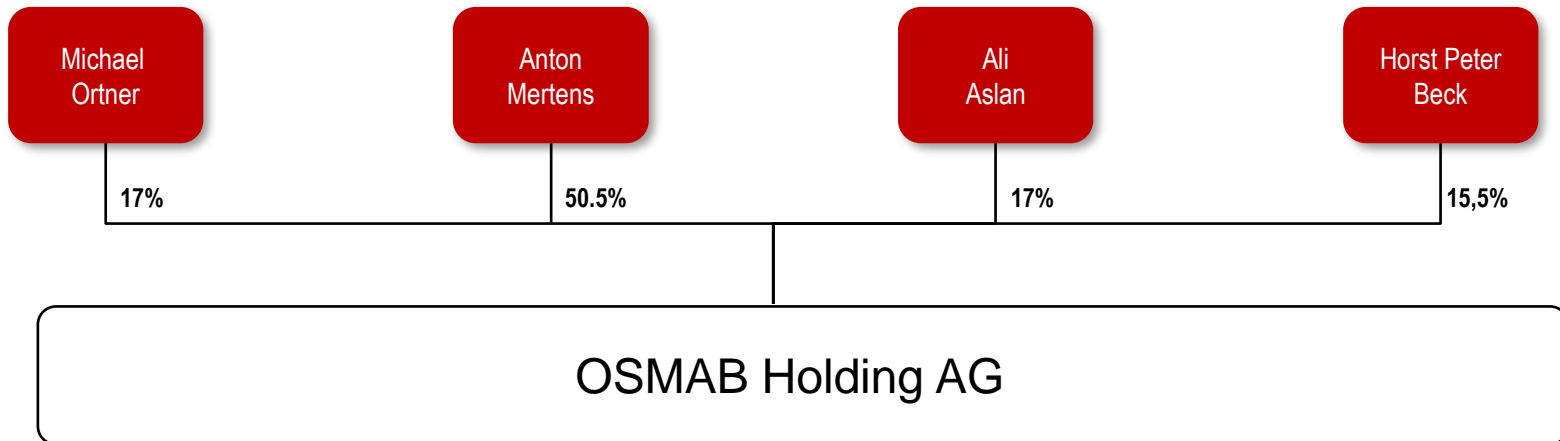 Michael
Ortner
Anton
Mertens
Ali
Aslan
Horst Peter
Beck
17%
50.5%
17%
15,5%
OSMAB Holding AG